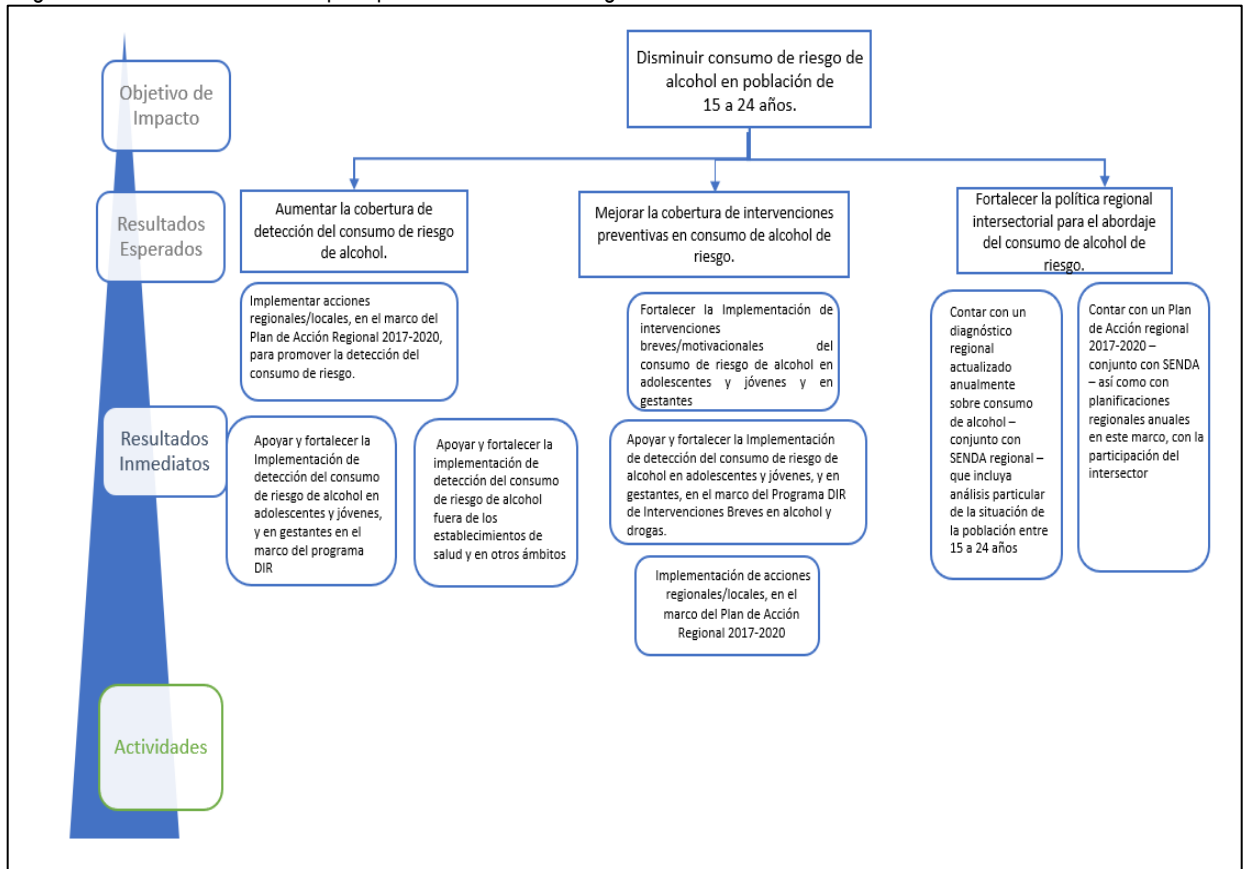 Objetivo de
Impacto
Disminuir consumo de riesgo de
alcohol en población de
15 a 24 años.
Resultados
Esperados
Aumentar la cobertura de
detección del consumo de riesgo
de alcohol.
Mejorar la cobertura de intervenciones
preventivas en consumo de alcohol de
riesgo.
Fortalecer la política regional
intersectorial para el abordaje
del consumo de alcohol de
riesgo.
Resultados
Inmediatos
Implementar acciones
regionales/locales, en el marco del
Plan de Acción Regional 2017-2020,
para promover la detección del
consumo de riesgo.
Apoyar y fortalecer la
Implementación de
detección del consumo
de riesgo de alcohol en
adolescentes y jóvenes,
y en gestantes en el
marco del programa
DIR
Apoyar y fortalecer la
implementación de
detección del consumo
de riesgo de alcohol
fuera de los
establecimientos de
salud y en otros ámbitos
Fortalecer la Implementación de
intervenciones
breves/motivacionales del
consumo de riesgo de alcohol en
adolescentes y jóvenes y en
gestantes
Apoyar y fortalecer la Implementación
de detección del consumo de riesgo de
alcohol en adolescentes y jóvenes, y en
gestantes, en el marco del Programa DIR
de Intervenciones Breves en alcohol y
drogas.
Implementación de acciones
regionales/locales, en el
marco del Plan de Acción
Regional 2017-2020
Contar con un
diagnóstico
regional
actualizado
anualmente
sobre consumo
de alcohol –
conjunto con
SENDA regional –
que incluya
análisis particular
de la situación de
la población entre
15 a 24 años
Contar con un Plan
de Acción regional
2017-2020 –
conjunto con SENDA
– así como con
planificaciones
regionales anuales
en este marco, con la
participación del
intersector
Actividades